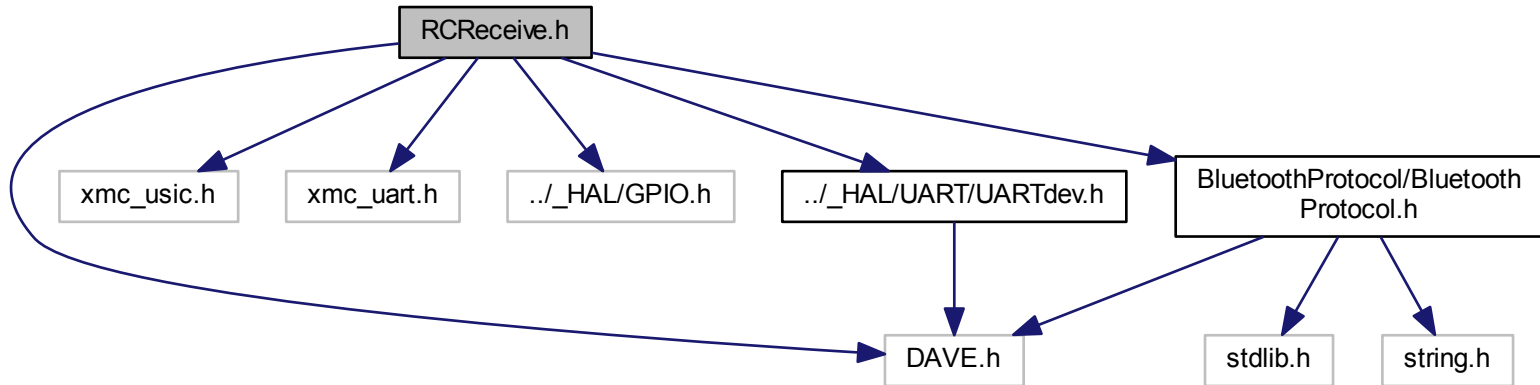 RCReceive.h
xmc_usic.h
xmc_uart.h
../_HAL/GPIO.h
../_HAL/UART/UARTdev.h
BluetoothProtocol/Bluetooth
Protocol.h
DAVE.h
stdlib.h
string.h